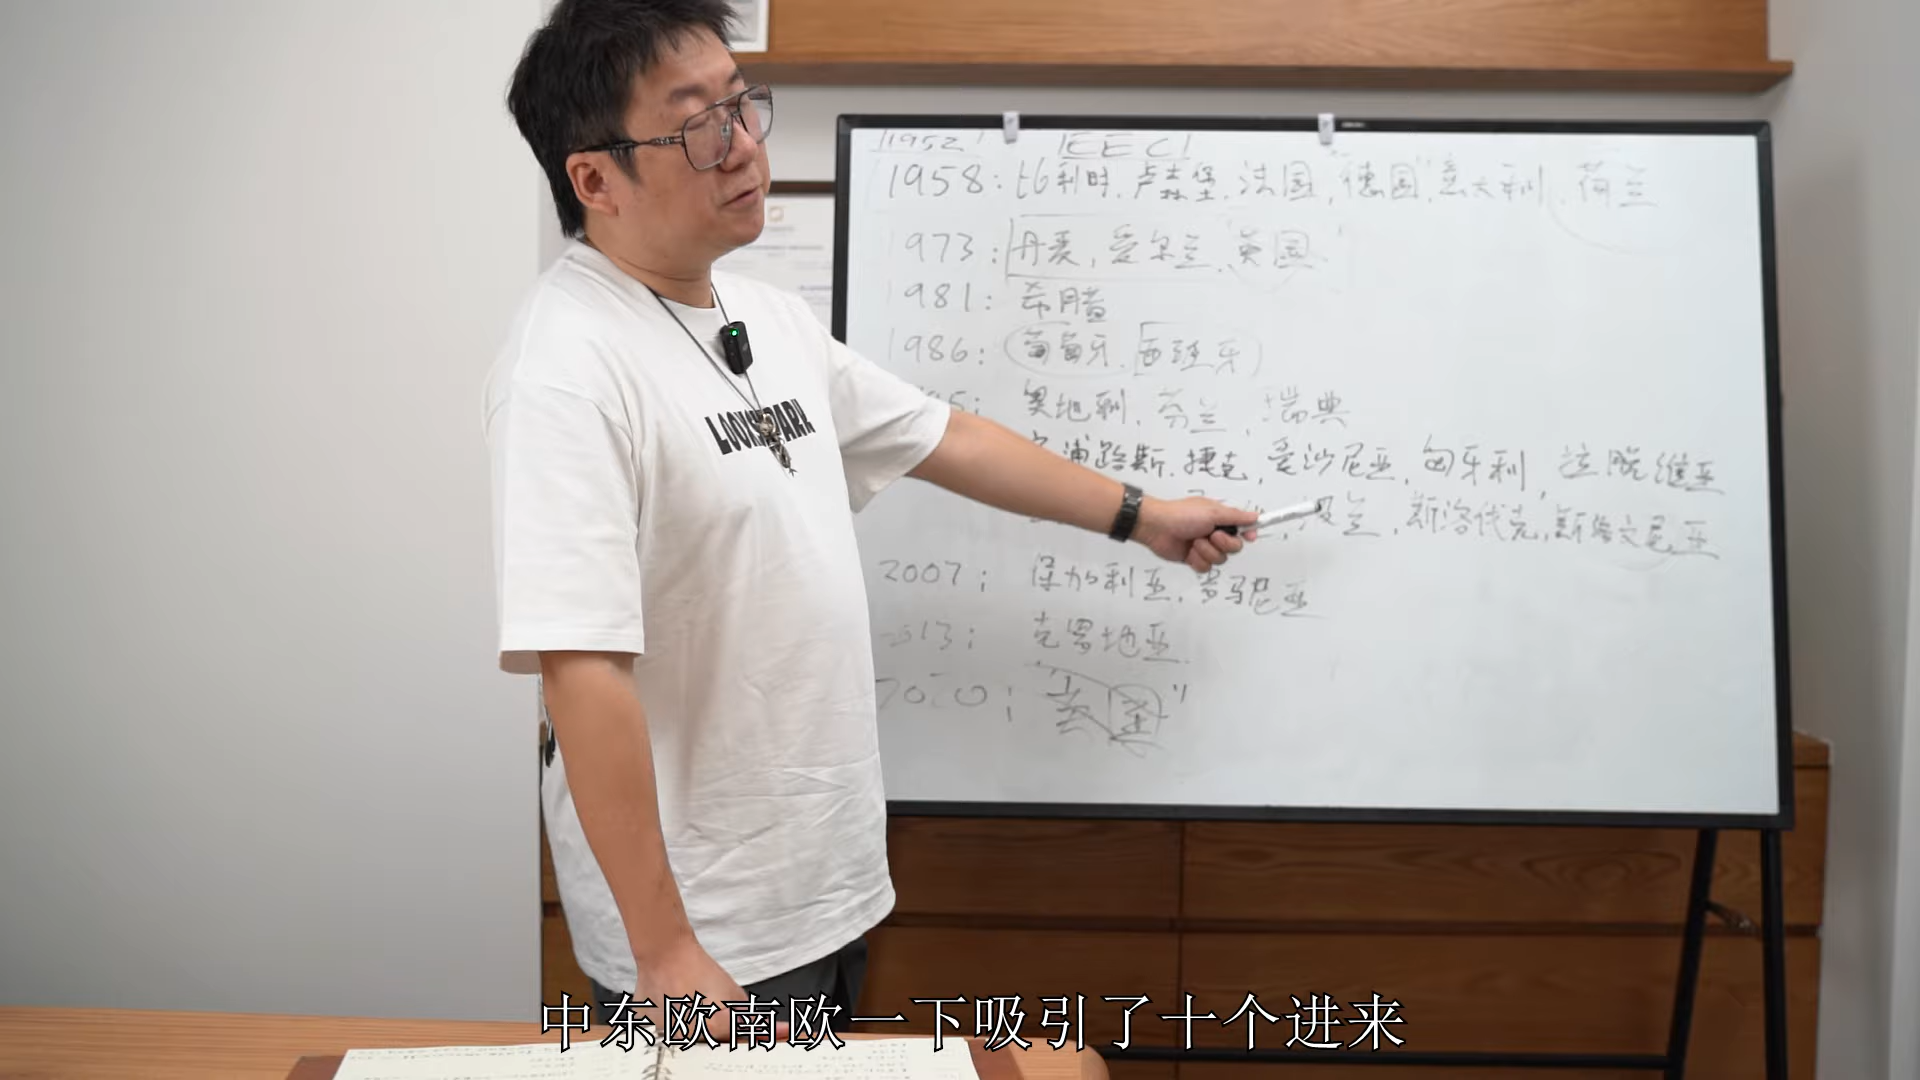 1952 EEC
1958: 比利时, 卢森堡, 法国, "德国", 意大利, 荷兰
1973: 丹麦, 爱尔兰, 英国
1981: 希腊
1986: 葡萄牙, 西班牙
5: 奥地利, 芬兰, 瑞典
浦路斯, 捷克, 爱沙尼亚, 匈牙利, 拉脱维亚
波兰, 斯洛伐克, 斯洛文尼亚
2007: 保加利亚, 罗马尼亚
2013: 克罗地亚
2020: "英国"
中东欧南欧一下吸引了十个进来